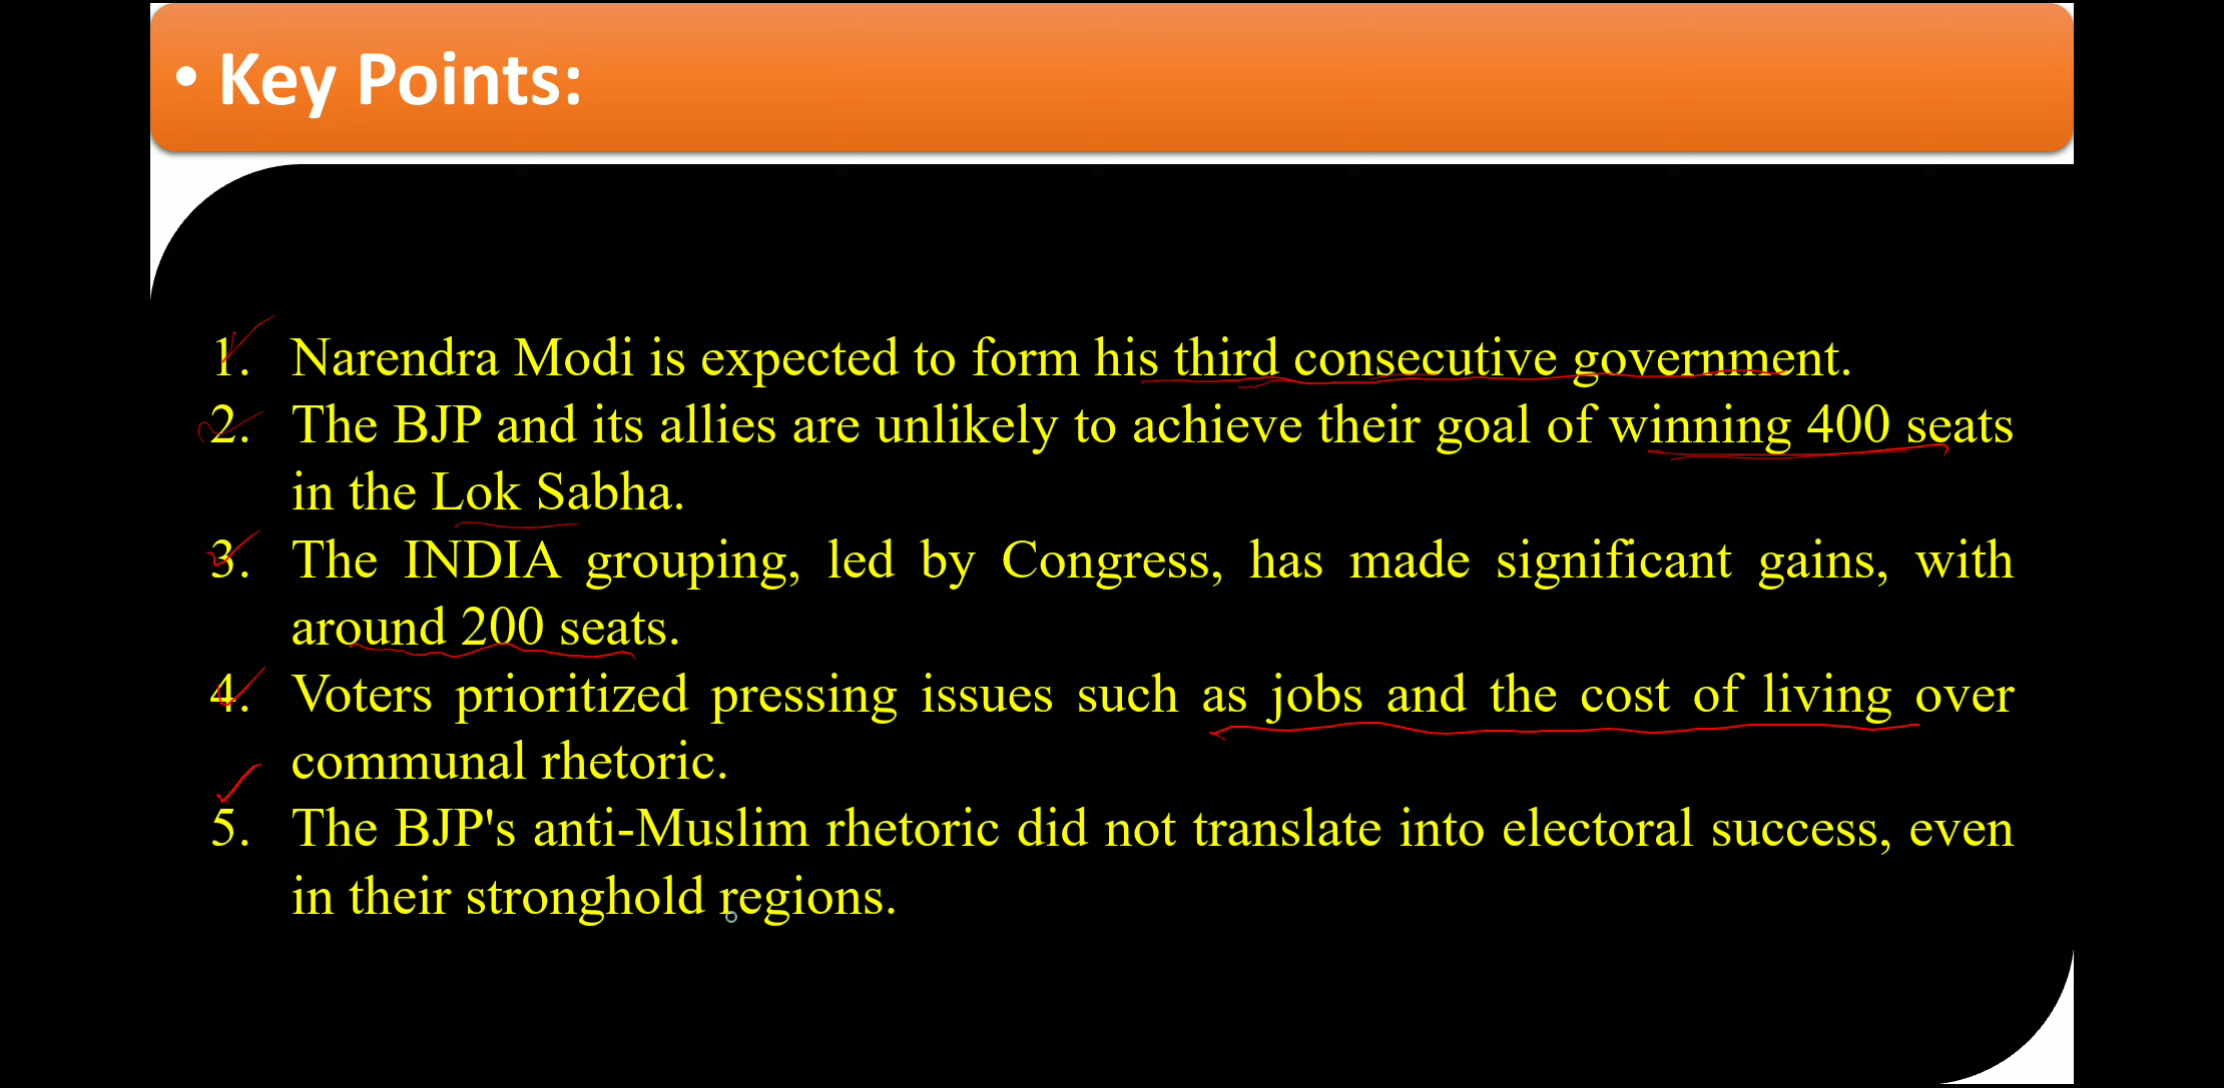 • Key Points:
1. Narendra Modi is expected to form his third consecutive government.
2. The BJP and its allies are unlikely to achieve their goal of winning 400 seats
in the Lok Sabha.
3. The INDIA grouping, led by Congress, has made significant gains, with
around 200 seats.
4. Voters prioritized pressing issues such as jobs and the cost of living over
communal rhetoric.
5. The BJP's anti-Muslim rhetoric did not translate into electoral success, even
in their stronghold regions.